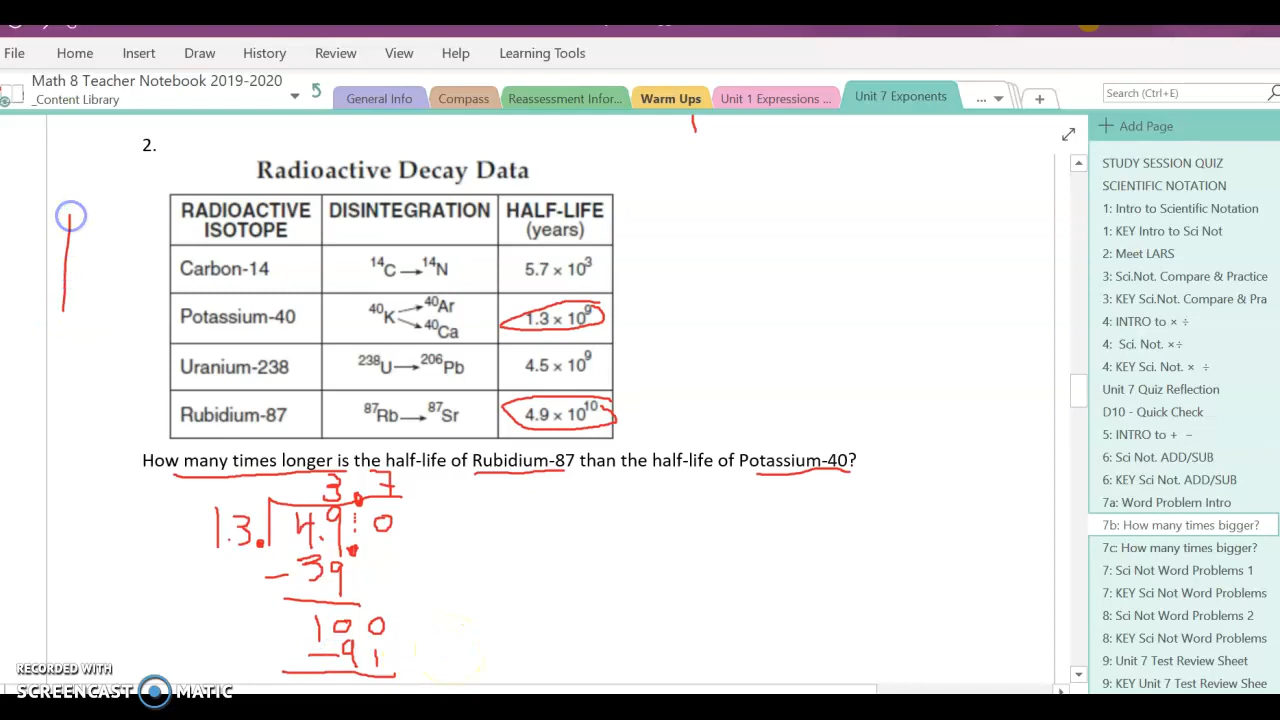 File Home Insert Draw History Review View Help Learning Tools
Math 8 Teacher Notebook 2019-2020
_Content Library
General Info Compass Reassessment Infor... Warm Ups Unit 1 Expressions ... Unit 7 Exponents ... +
Search (Ctrl+E)
+ Add Page
STUDY SESSION QUIZ
SCIENTIFIC NOTATION
1: Intro to Scientific Notation
1: KEY Intro to Sci Not
2: Meet LARS
3: Sci.Not. Compare & Practice
3: KEY Sci.Not. Compare & Pra
4: INTRO to × ÷
4: Sci. Not. ×÷
4: KEY Sci. Not. × ÷
Unit 7 Quiz Reflection
D10 - Quick Check
5: INTRO to + −
6: Sci Not. ADD/SUB
6: KEY Sci Not. ADD/SUB
7a: Word Problem Intro
7b: How many times bigger?
7c: How many times bigger?
7: Sci Not Word Problems 1
7: KEY Sci Not Word Problems
8: Sci Not Word Problems 2
8: KEY Sci Not Word Problems
9: Unit 7 Test Review Sheet
9: KEY Unit 7 Test Review Shee
2.
Radioactive Decay Data
RADIOACTIVE ISOTOPE DISINTEGRATION HALF-LIFE (years)
Carbon-14 ¹⁴C → ¹⁴N 5.7 × 10³
Potassium-40 ⁴⁰K → ⁴⁰Ar ⁴⁰Ca 1.3 × 10⁹
Uranium-238 ²³⁸U → ²⁰⁶Pb 4.5 × 10⁹
Rubidium-87 ⁸⁷Rb → ⁸⁷Sr 4.9 × 10¹⁰
How many times longer is the half-life of Rubidium-87 than the half-life of Potassium-40?
3.7
1.3. 4.9.0
- 39
100
- 91
RECORDED WITH
SCREENCAST MATIC